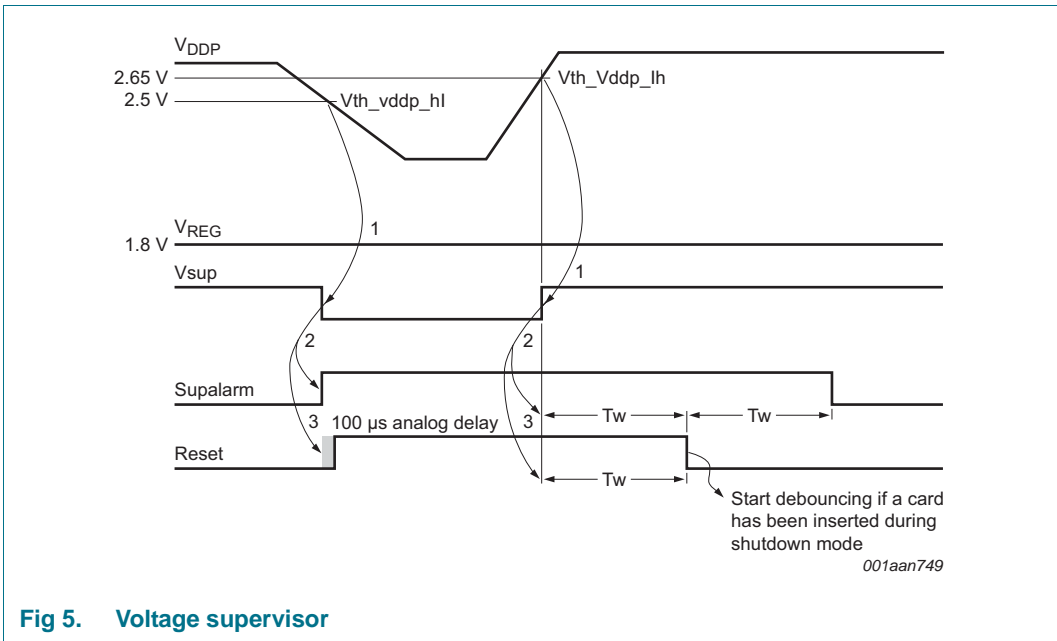 VDDP
2.65 V
Vth_Vddp_lh
2.5 V
Vth_vddp_hl
1
VREG
1.8 V
Vsup
1
2
2
Supalarm
Tw
Tw
3
100 µs analog delay
3
Reset
Tw
Start debouncing if a card
has been inserted during
shutdown mode
001aan749
Fig 5. Voltage supervisor